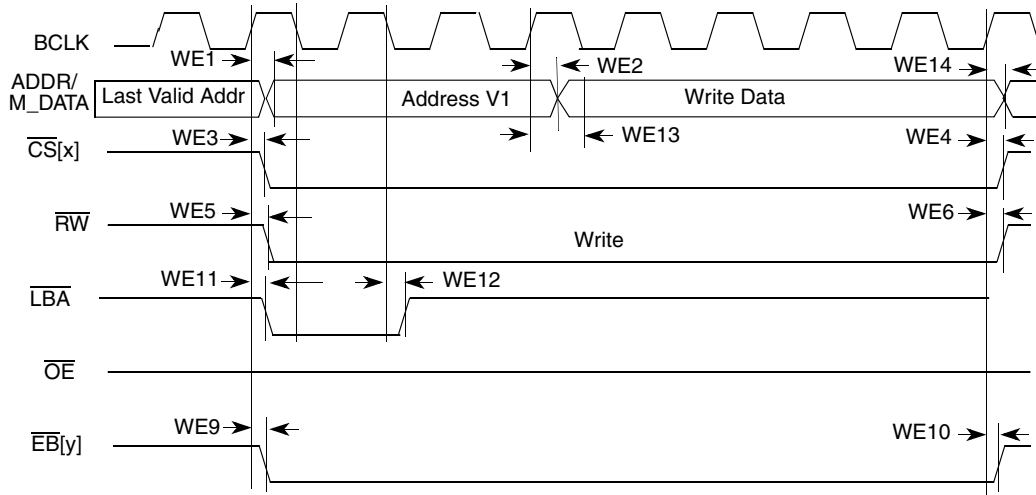 BCLK
WE1
WE2
WE14
ADDR/
M_DATA
Last Valid Addr
Address V1
Write Data
WE3
WE13
WE4
CS[x]
WE5
WE6
RW
Write
WE11
WE12
LBA
OE
WE9
WE10
EB[y]